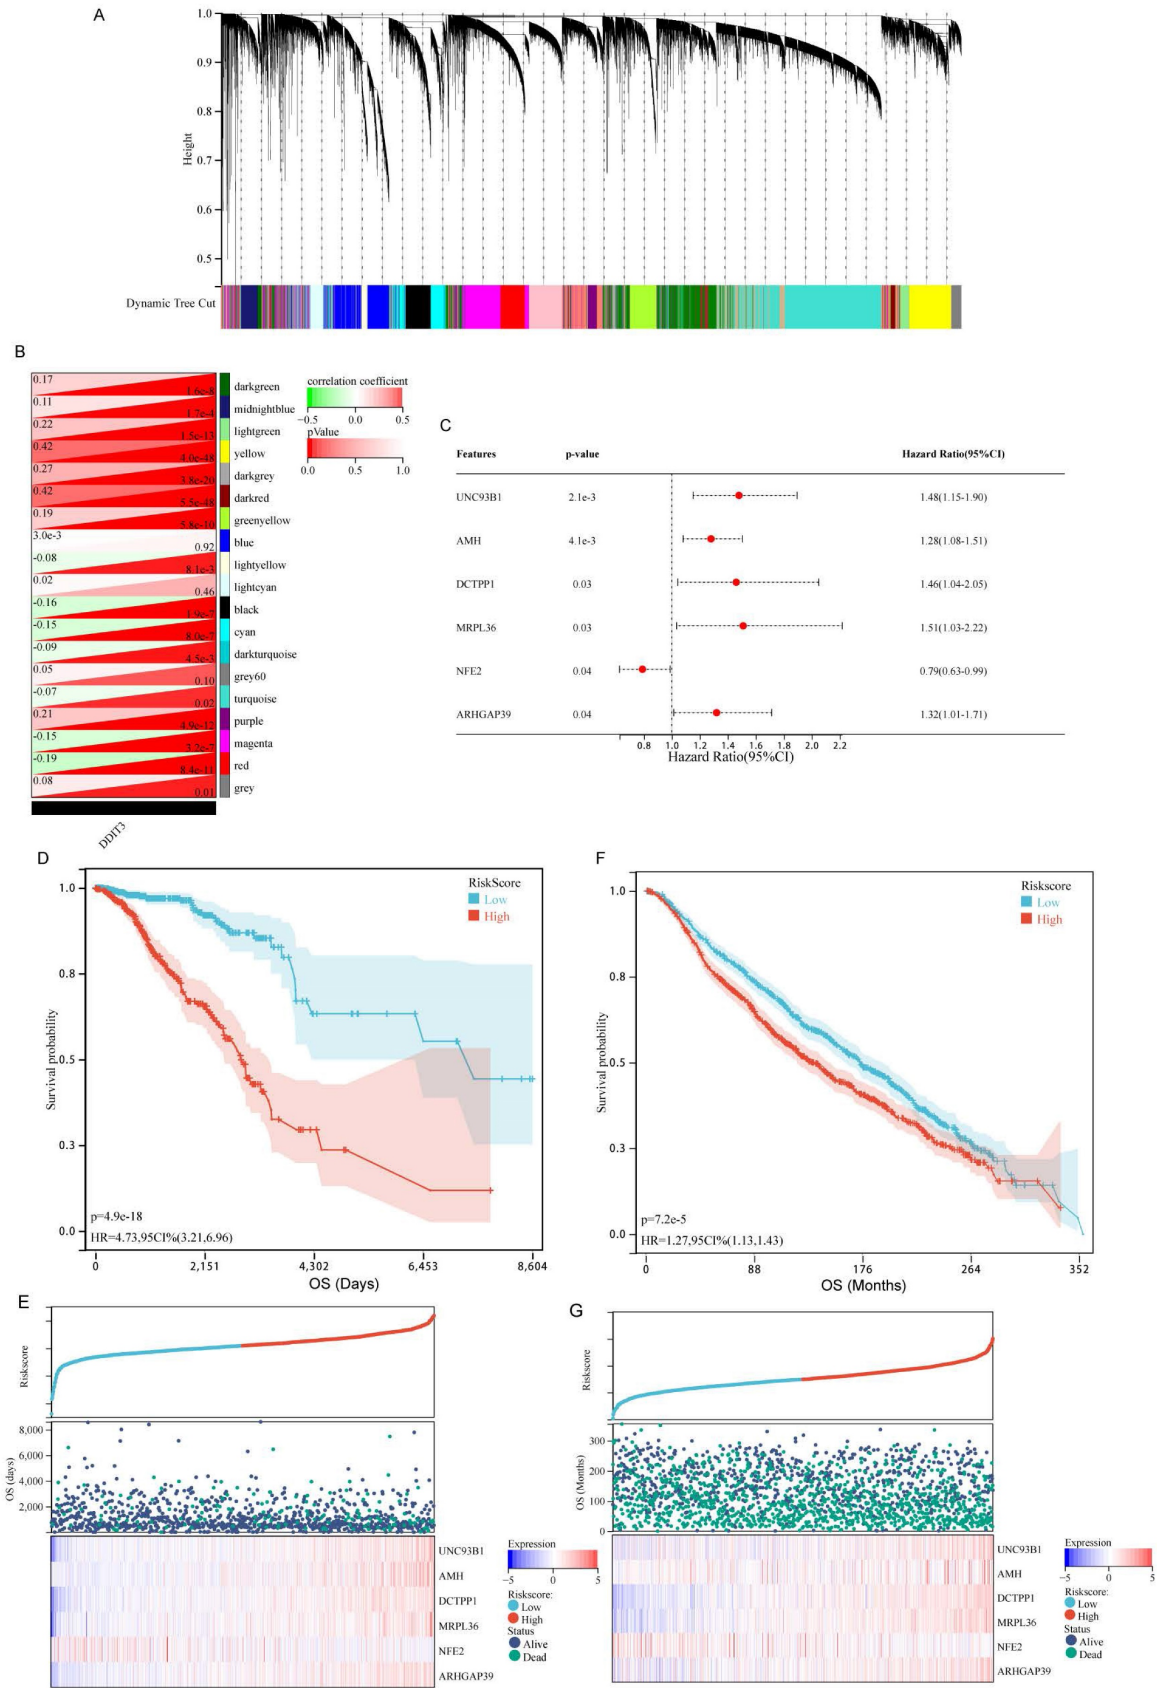 A
1.0
0.9
0.8
0.7
0.6
0.5
Height
Dynamic Tree Cut
B
0.17 1.6e-8 darkgreen
0.11 1.7e-4 midnightblue
0.22 1.5e-13 lightgreen
0.42 4.0e-48 yellow
0.27 3.8e-20 darkgrey
0.42 5.5e-48 darkred
0.19 5.8e-10 greenyellow
3.0e-3 0.92 blue
-0.08 8.1e-3 lightyellow
0.02 0.46 lightcyan
-0.16 1.9e-7 black
-0.15 8.0e-7 cyan
-0.09 4.5e-3 darkturquoise
0.05 0.10 grey60
-0.07 0.02 turquoise
0.21 4.9e-12 purple
-0.15 3.2e-7 magenta
-0.19 8.4e-11 red
0.08 0.01 grey
DDIT3
correlation coefficient
−0.5 0.0 0.5
pValue
0.0 0.5 1.0
C
Features p-value Hazard Ratio(95%CI)
UNC93B1 2.1e-3 1.48(1.15-1.90)
AMH 4.1e-3 1.28(1.08-1.51)
DCTPP1 0.03 1.46(1.04-2.05)
MRPL36 0.03 1.51(1.03-2.22)
NFE2 0.04 0.79(0.63-0.99)
ARHGAP39 0.04 1.32(1.01-1.71)
0.8 1.0 1.2 1.4 1.6 1.8 2.0 2.2
Hazard Ratio(95%CI)
D
RiskScore
Low
High
1.0
0.8
0.5
0.3
0.0
Survival probability
p=4.9e-18
HR=4.73,95CI%(3.21,6.96)
0 2,151 4,302 6,453 8,604
OS (Days)
F
Riskscore
Low
High
1.0
0.8
0.5
0.3
0.0
Survival probability
p=7.2e-5
HR=1.27,95CI%(1.13,1.43)
0 88 176 264 352
OS (Months)
E
Riskscore
8,000
6,000
4,000
2,000
OS (days)
UNC93B1
AMH
DCTPP1
MRPL36
NFE2
ARHGAP39
Expression
−5 0 5
Riskscore:
Low
High
Status
Alive
Dead
G
Riskscore
300
200
100
0
OS (Months)
UNC93B1
AMH
DCTPP1
MRPL36
NFE2
ARHGAP39
Expression
−5 0 5
Riskscore:
Low
High
Status
Alive
Dead